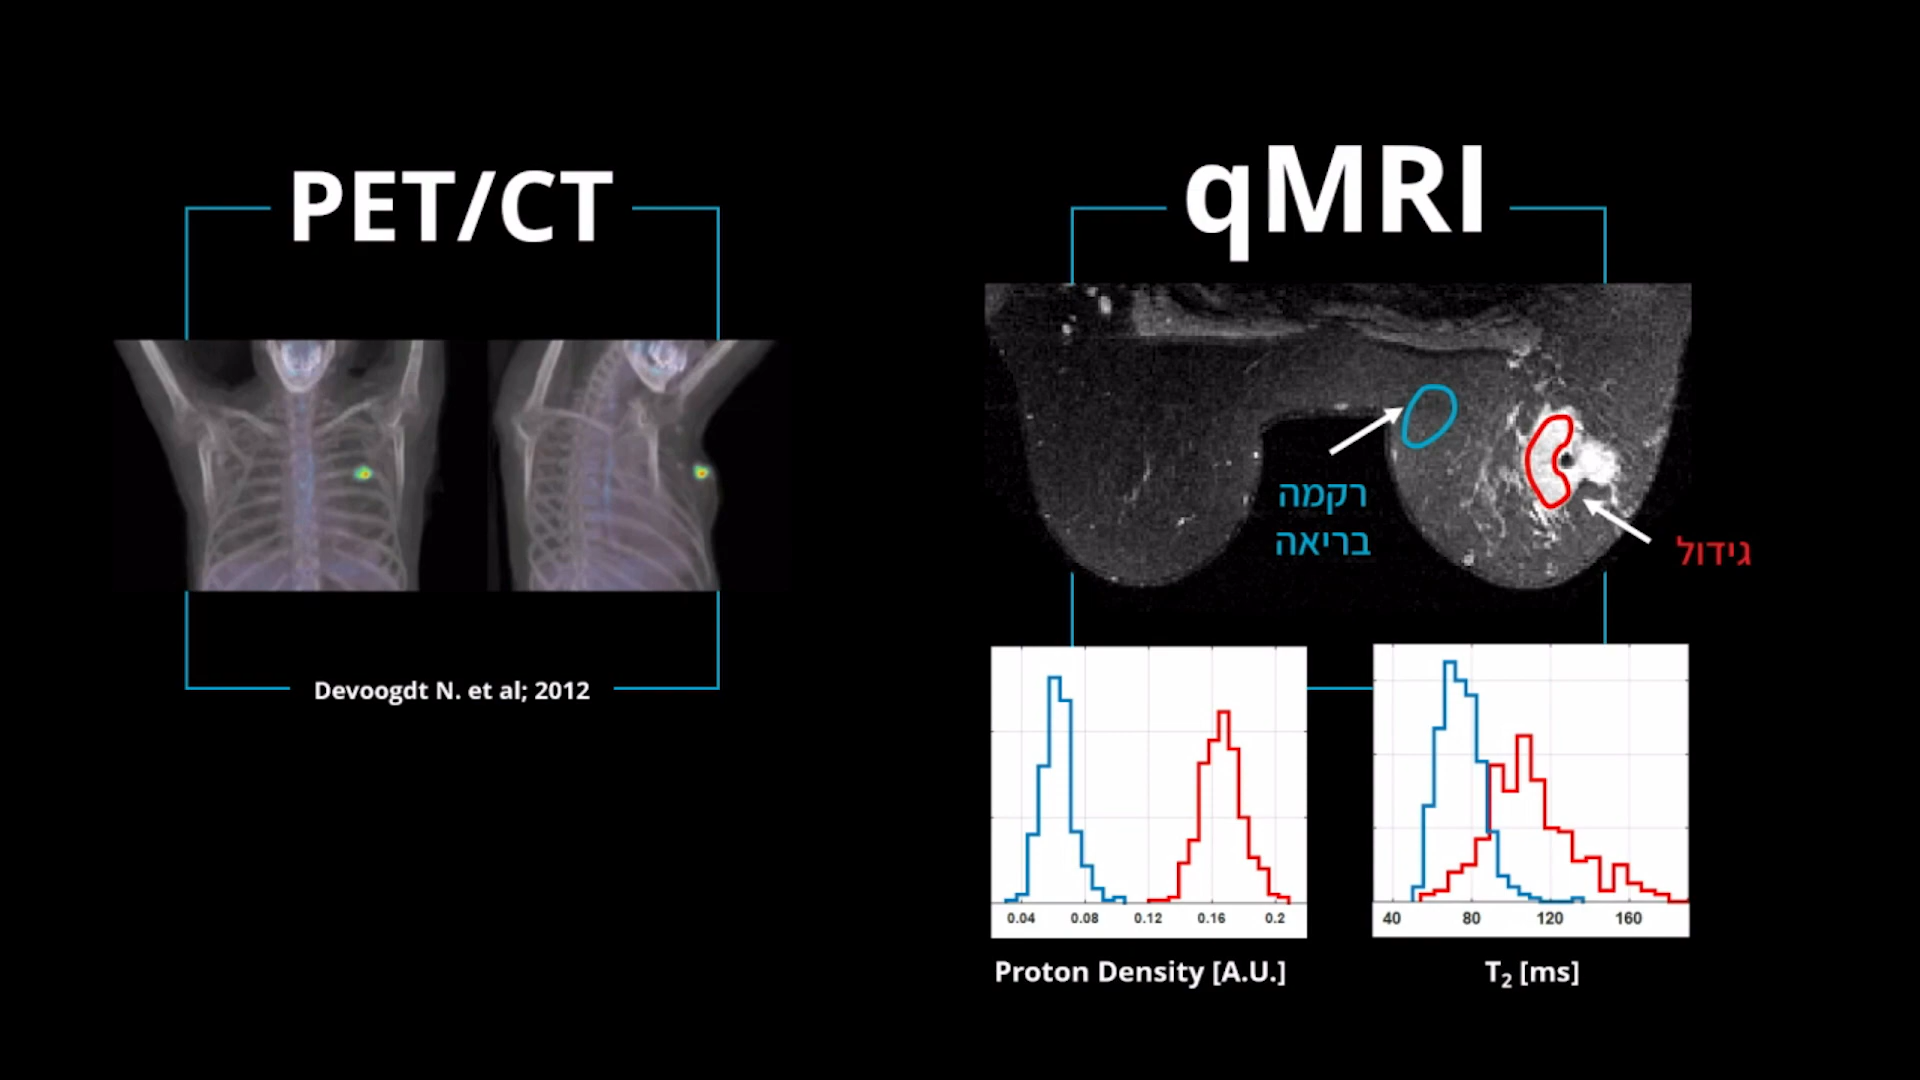 PET/CT
Devoogdt N. et al; 2012
qMRI
רקמה
בריאה
גידול
0.04 0.08 0.12 0.16 0.2
Proton Density [A.U.]
40 80 120 160
T₂ [ms]